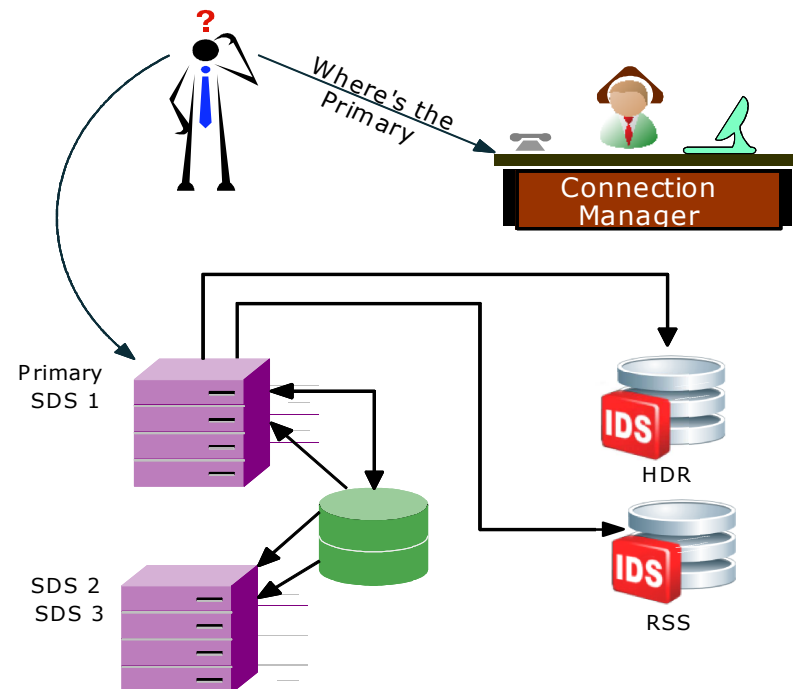 ?
Where's the
Primary
Connection
Manager
Primary
SDS 1
IDS
HDR
SDS 2
SDS 3
IDS
RSS